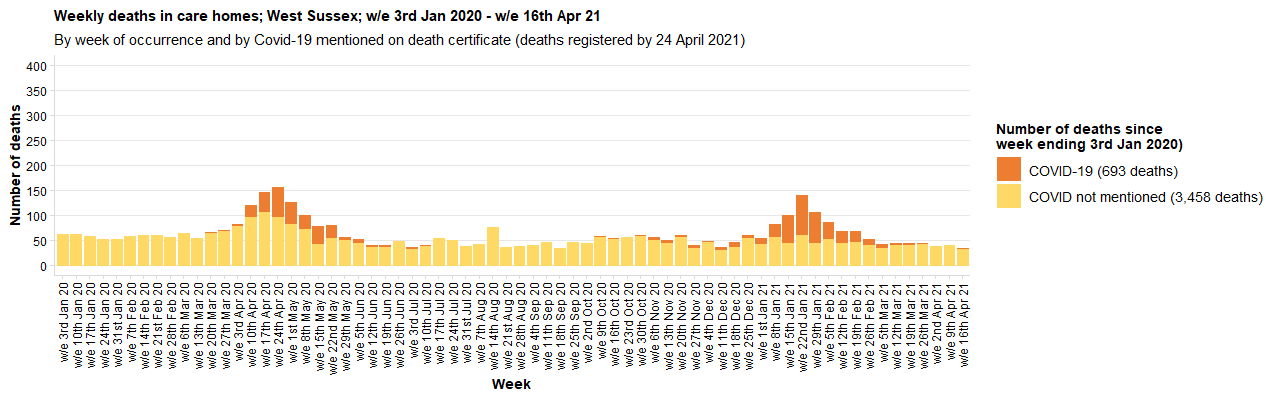 Weekly deaths in care homes; West Sussex; w/e 3rd Jan 2020 - w/e 16th Apr 21
By week of occurrence and by Covid-19 mentioned on death certificate (deaths registered by 24 April 2021)
Number of deaths
400
350
300
250
200
150
100
50
0
w/e 3rd Jan 20
w/e 10th Jan 20
w/e 17th Jan 20
w/e 24th Jan 20
w/e 31st Jan 20
w/e 7th Feb 20
w/e 14th Feb 20
w/e 21st Feb 20
w/e 28th Feb 20
w/e 6th Mar 20
w/e 13th Mar 20
w/e 20th Mar 20
w/e 27th Mar 20
w/e 3rd Apr 20
w/e 10th Apr 20
w/e 17th Apr 20
w/e 24th Apr 20
w/e 1st May 20
w/e 8th May 20
w/e 15th May 20
w/e 22nd May 20
w/e 29th May 20
w/e 5th Jun 20
w/e 12th Jun 20
w/e 19th Jun 20
w/e 26th Jun 20
w/e 3rd Jul 20
w/e 10th Jul 20
w/e 17th Jul 20
w/e 24th Jul 20
w/e 31st Jul 20
w/e 7th Aug 20
w/e 14th Aug 20
w/e 21st Aug 20
w/e 28th Aug 20
w/e 4th Sep 20
w/e 11th Sep 20
w/e 18th Sep 20
w/e 25th Sep 20
w/e 2nd Oct 20
w/e 9th Oct 20
w/e 16th Oct 20
w/e 23rd Oct 20
w/e 30th Oct 20
w/e 6th Nov 20
w/e 13th Nov 20
w/e 20th Nov 20
w/e 27th Nov 20
w/e 4th Dec 20
w/e 11th Dec 20
w/e 18th Dec 20
w/e 25th Dec 20
w/e 1st Jan 21
w/e 8th Jan 21
w/e 15th Jan 21
w/e 22nd Jan 21
w/e 29th Jan 21
w/e 5th Feb 21
w/e 12th Feb 21
w/e 19th Feb 21
w/e 26th Feb 21
w/e 5th Mar 21
w/e 12th Mar 21
w/e 19th Mar 21
w/e 26th Mar 21
w/e 2nd Apr 21
w/e 9th Apr 21
w/e 16th Apr 21
Week
Number of deaths since
week ending 3rd Jan 2020)
COVID-19 (693 deaths)
COVID not mentioned (3,458 deaths)